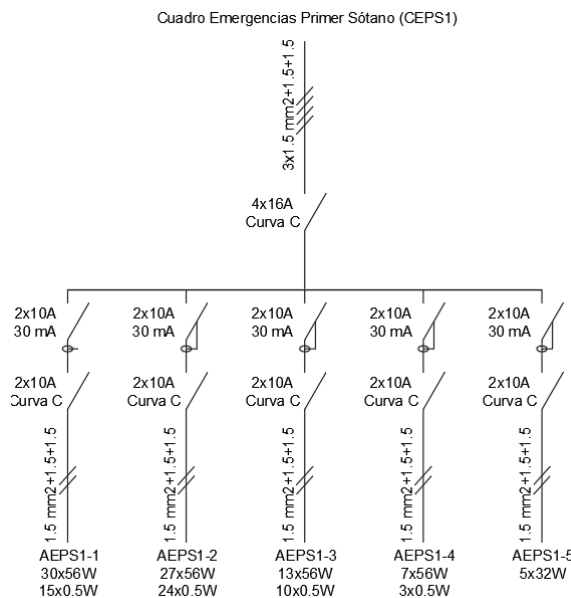 Cuadro Emergencias Primer Sótano (CEPS1)
3x1.5 mm2+1.5+1.5
4x16A
Curva C
2x10A
30 mA
2x10A
30 mA
2x10A
30 mA
2x10A
30 mA
2x10A
30 mA
2x10A
Curva C
2x10A
Curva C
2x10A
Curva C
2x10A
Curva C
2x10A
Curva C
1.5 mm2+1.5+1.5
1.5 mm2+1.5+1.5
1.5 mm2+1.5+1.5
1.5 mm2+1.5+1.5
1.5 mm2+1.5+1.5
AEPS1-1
30x56W
15x0.5W
AEPS1-2
27x56W
24x0.5W
AEPS1-3
13x56W
10x0.5W
AEPS1-4
7x56W
3x0.5W
AEPS1-5
5x32W